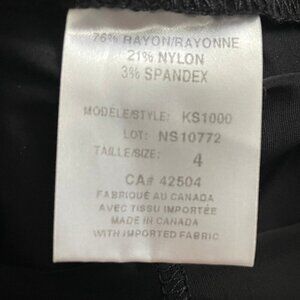 76% RAYON/RAYONNE
21% NYLON
3% SPANDEX
MODELE/STYLE: KS1000
LOT: NS10772
TAILLE/SIZE: 4
CA# 42504
FABRIQUÉ AU CANADA
AVEC TISSU IMPORTÉE
MADE IN CANADA
WITH IMPORTED FABRIC